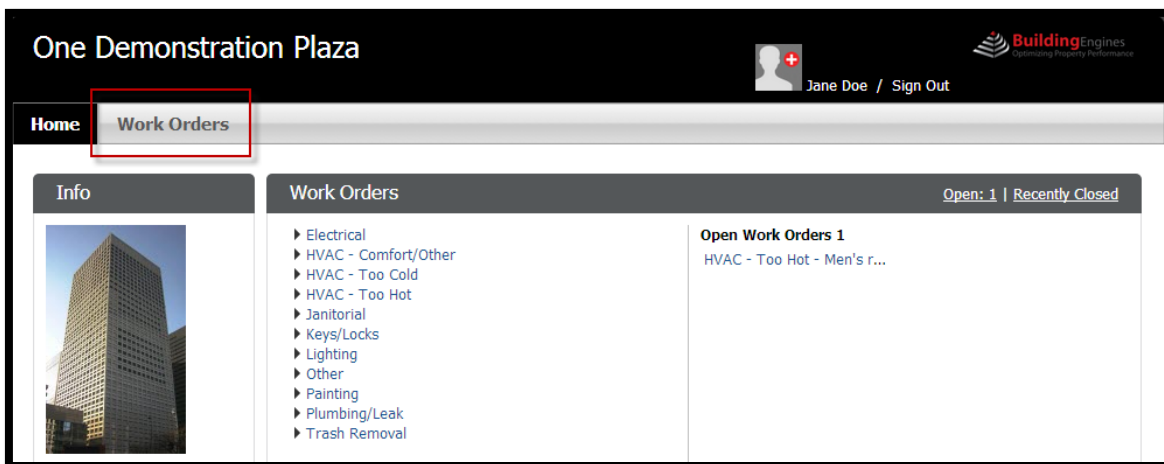 One Demonstration Plaza
BuildingEngines
Optimizing Property Performance
Jane Doe / Sign Out
Home Work Orders
Info
Work Orders
Open: 1 | Recently Closed
Electrical
HVAC - Comfort/Other
HVAC - Too Cold
HVAC - Too Hot
Janitorial
Keys/Locks
Lighting
Other
Painting
Plumbing/Leak
Trash Removal
Open Work Orders 1
HVAC - Too Hot - Men's r...